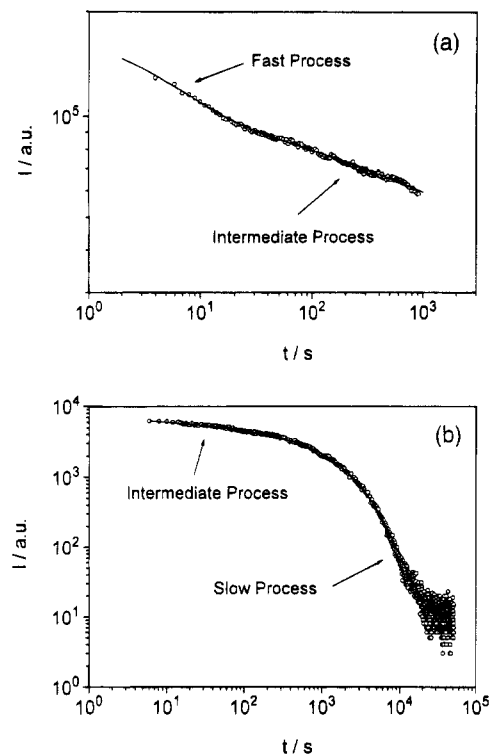 (a)
Fast Process
10^5
I / a.u.
Intermediate Process
10^0 10^1 10^2 10^3
t / s
10^4
(b)
10^3
Intermediate Process
I / a.u.
10^2
Slow Process
10^1
10^0
10^0 10^1 10^2 10^3 10^4 10^5
t / s